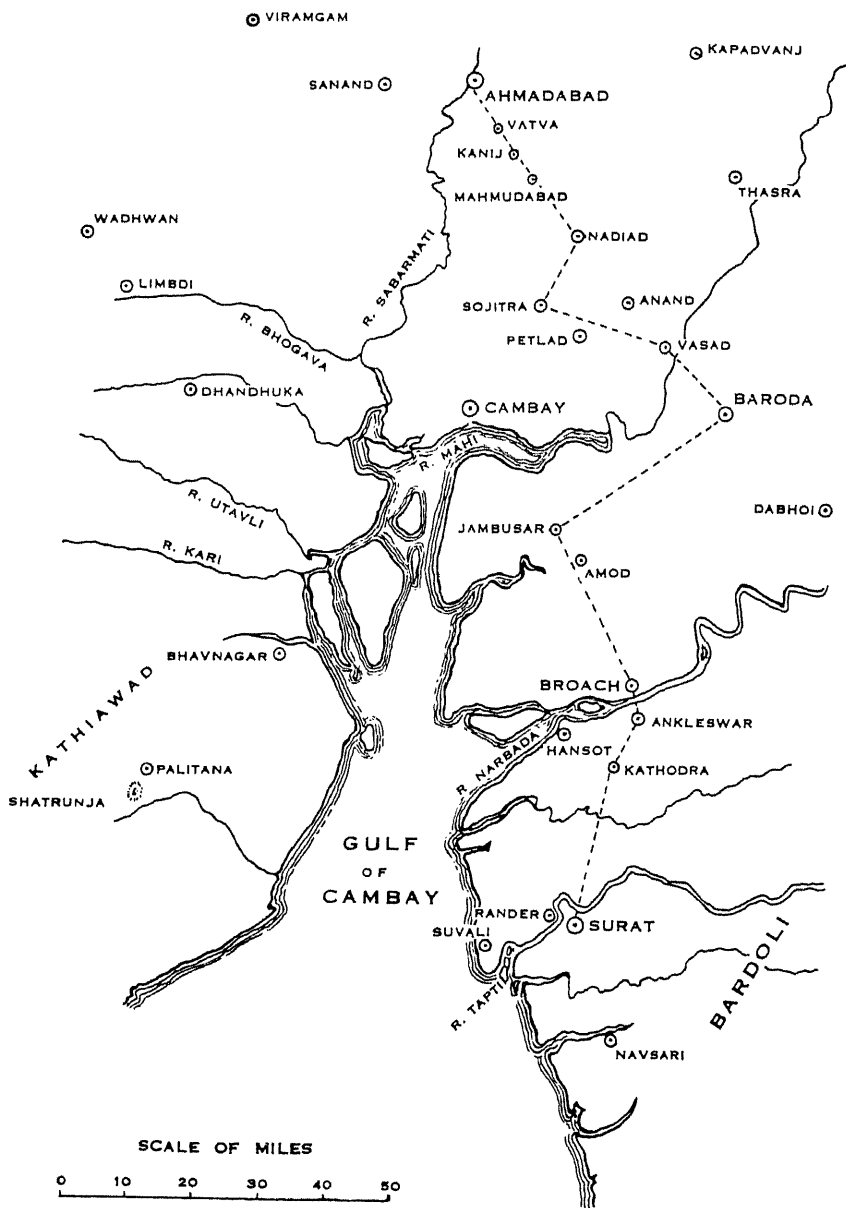 VIRAMGAM
KAPADVANJ
SANAND
AHMADABAD
VATVA
KANIJ
MAHMUDABAD
THASRA
WADHWAN
NADIAD
LIMBDI
R. SABARMATI
SOJITRA
ANAND
R. BHOGAVA
PETLAD
VASAD
DHANDHUKA
CAMBAY
BARODA
R. MAHI
R. UTAVLI
DABHOI
JAMBUSAR
R. KARI
AMOD
BHAVNAGAR
BROACH
KATHIAWAD
ANKLESWAR
R. NARBADA
HANSOT
PALITANA
KATHODRA
SHATRUNJA
GULF
OF
CAMBAY
RANDER
SURAT
SUVALI
BARDOLI
R. TAPTI
NAVSARI
SCALE OF MILES
0 10 20 30 40 50